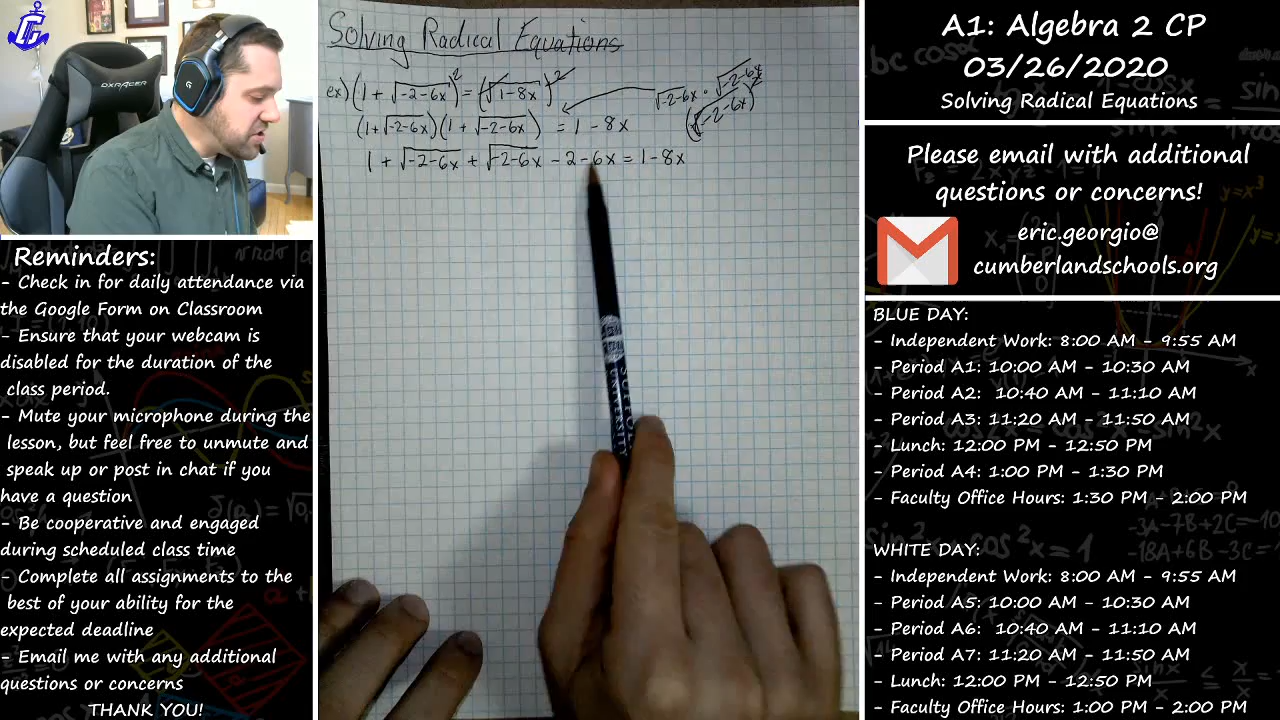 G
DXRACER
Reminders:
- Check in for daily attendance via
the Google Form on Classroom
- Ensure that your webcam is
disabled for the duration of the
class period.
- Mute your microphone during the
lesson, but feel free to unmute and
speak up or post in chat if you
have a question
- Be cooperative and engaged
during scheduled class time
- Complete all assignments to the
best of your ability for the
expected deadline
- Email me with any additional
questions or concerns
THANK YOU!
Solving Radical Equations
ex) (1 + √-2-6x)² = (√1-8x)²
√-2-6x · √-2-6x
(√-2-6x)²
(1+√-2-6x)(1+√-2-6x) = 1 - 8x
1 + √-2-6x + √-2-6x - 2 - 6x = 1 - 8x
SUFFOLK
UNIVERSITY
A1: Algebra 2 CP
03/26/2020
Solving Radical Equations
Please email with additional
questions or concerns!
eric.georgio@
cumberlandschools.org
BLUE DAY:
- Independent Work: 8:00 AM - 9:55 AM
- Period A1: 10:00 AM - 10:30 AM
- Period A2: 10:40 AM - 11:10 AM
- Period A3: 11:20 AM - 11:50 AM
- Lunch: 12:00 PM - 12:50 PM
- Period A4: 1:00 PM - 1:30 PM
- Faculty Office Hours: 1:30 PM - 2:00 PM
WHITE DAY:
- Independent Work: 8:00 AM - 9:55 AM
- Period A5: 10:00 AM - 10:30 AM
- Period A6: 10:40 AM - 11:10 AM
- Period A7: 11:20 AM - 11:50 AM
- Lunch: 12:00 PM - 12:50 PM
- Faculty Office Hours: 1:00 PM - 2:00 PM